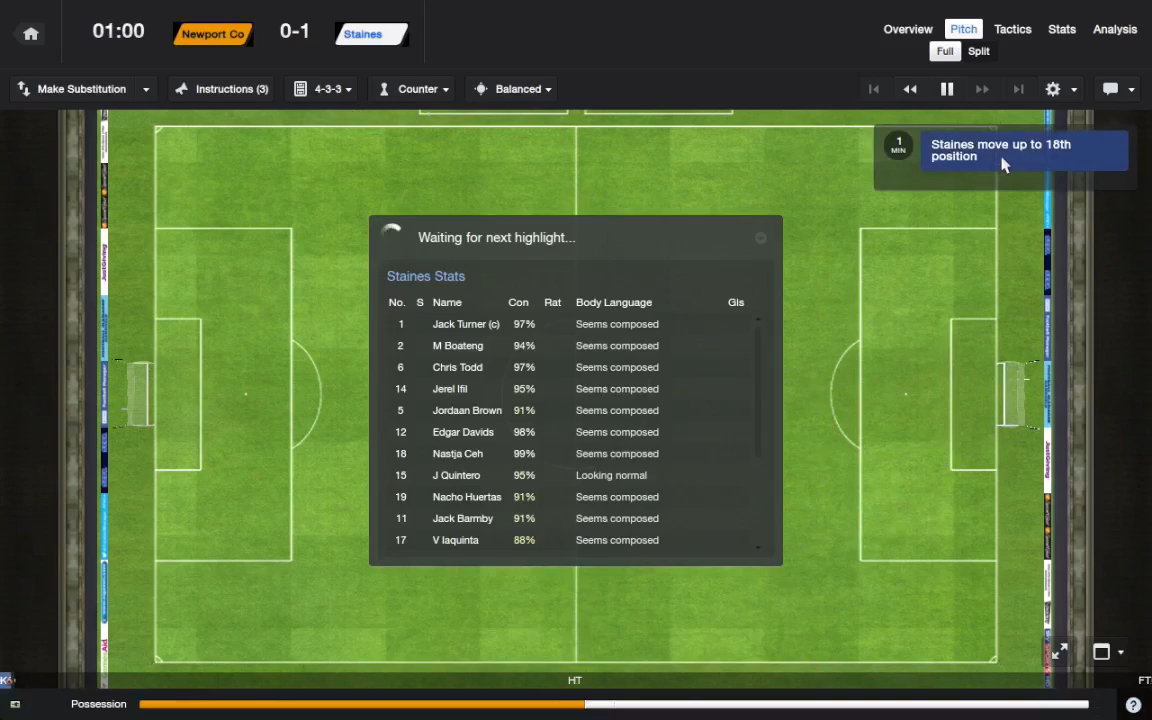 01:00
Newport Co
0-1
Staines
Overview
Pitch
Tactics
Stats
Analysis
Full
Split
Make Substitution
Instructions (3)
4-3-3
Counter
Balanced
1
MIN
Staines move up to 18th
position
Waiting for next highlight...
Staines Stats
No. S Name Con Rat Body Language Gls
1 Jack Turner (c) 97% Seems composed
2 M Boateng 94% Seems composed
6 Chris Todd 97% Seems composed
14 Jerel Ifil 95% Seems composed
5 Jordaan Brown 91% Seems composed
12 Edgar Davids 98% Seems composed
18 Nastja Ceh 99% Seems composed
15 J Quintero 95% Looking normal
19 Nacho Huertas 91% Seems composed
11 Jack Barmby 91% Seems composed
17 V Iaquinta 88% Seems composed
HT
FT
Possession
?